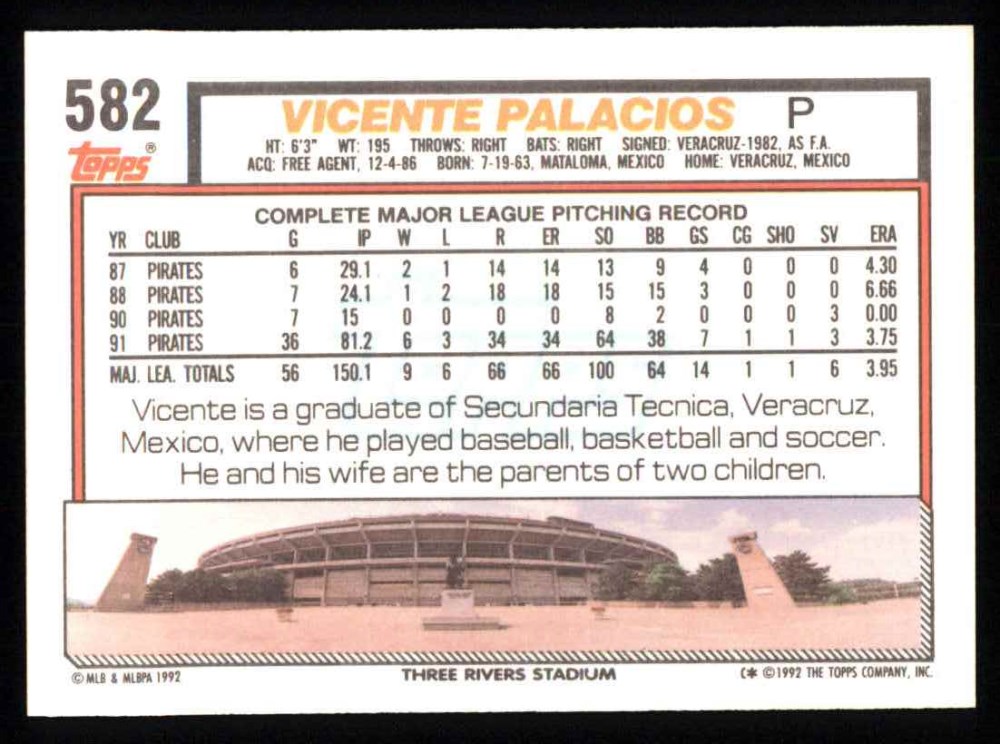 582
VICENTE PALACIOS P
HT: 6'3" WT: 195 THROWS: RIGHT BATS: RIGHT SIGNED: VERACRUZ-1982, AS F.A.
ACQ: FREE AGENT, 12-4-86 BORN: 7-19-63, MATALOMA, MEXICO HOME: VERACRUZ, MEXICO
Topps®
COMPLETE MAJOR LEAGUE PITCHING RECORD
YR CLUB G IP W L R ER SO BB GS CG SHO SV ERA
87 PIRATES 6 29.1 2 1 14 14 13 9 4 0 0 0 4.30
88 PIRATES 7 24.1 1 2 18 18 15 15 3 0 0 0 6.66
90 PIRATES 7 15 0 0 0 0 8 2 0 0 0 3 0.00
91 PIRATES 36 81.2 6 3 34 34 64 38 7 1 1 3 3.75
MAJ. LEA. TOTALS 56 150.1 9 6 66 66 100 64 14 1 1 6 3.95
Vicente is a graduate of Secundaria Tecnica, Veracruz,
Mexico, where he played baseball, basketball and soccer.
He and his wife are the parents of two children.
© MLB & MLBPA 1992 THREE RIVERS STADIUM C* ©1992 THE TOPPS COMPANY, INC.